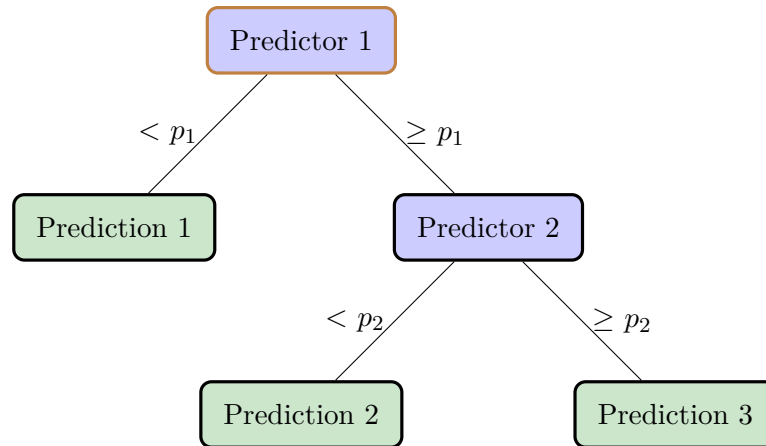 Predictor 1
< p₁
≥ p₁
Prediction 1
Predictor 2
< p₂
≥ p₂
Prediction 2
Prediction 3